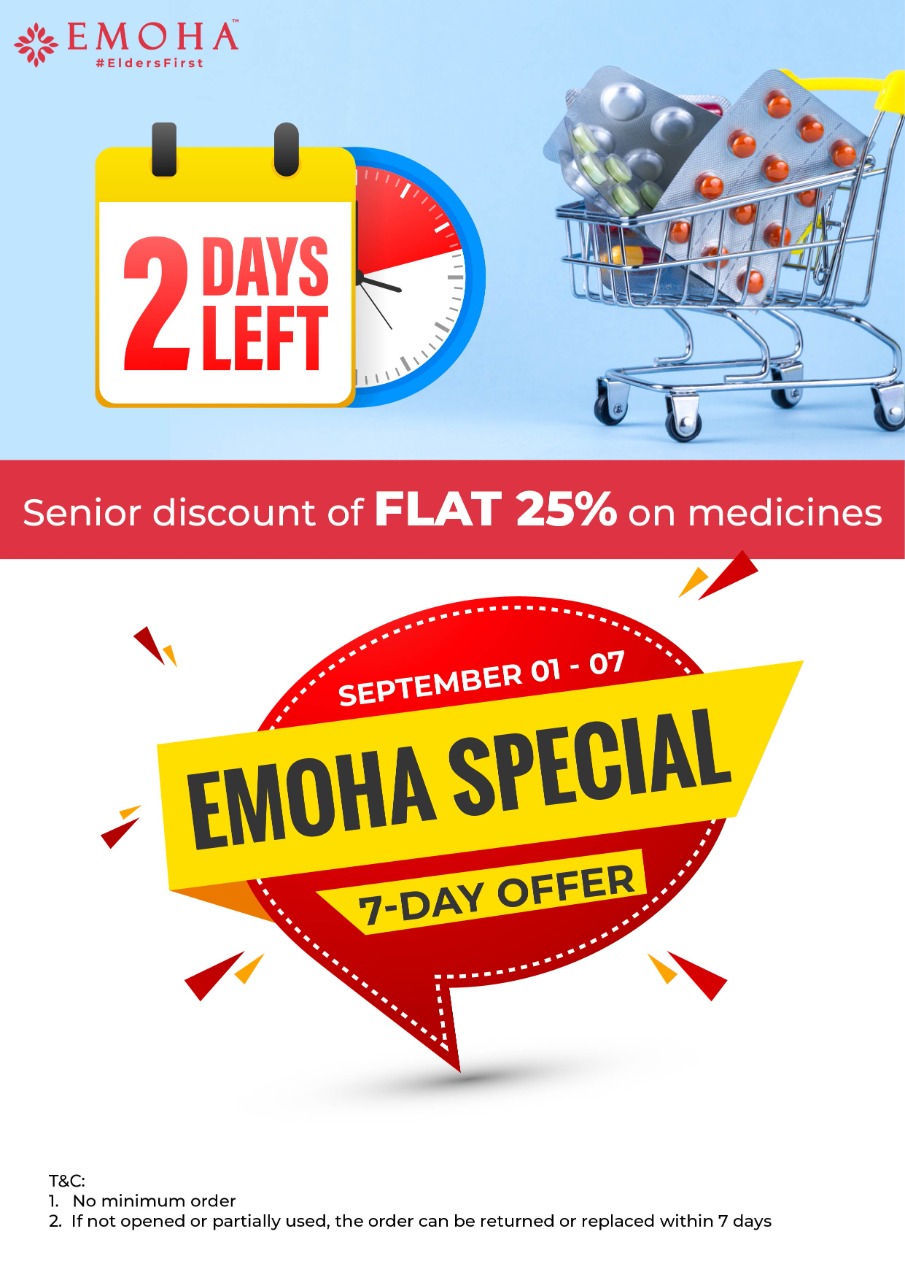 EMOHA™
#EldersFirst
2 DAYS
LEFT
Senior discount of FLAT 25% on medicines
SEPTEMBER 01 - 07
EMOHA SPECIAL
7-DAY OFFER
T&C:
1. No minimum order
2. If not opened or partially used, the order can be returned or replaced within 7 days